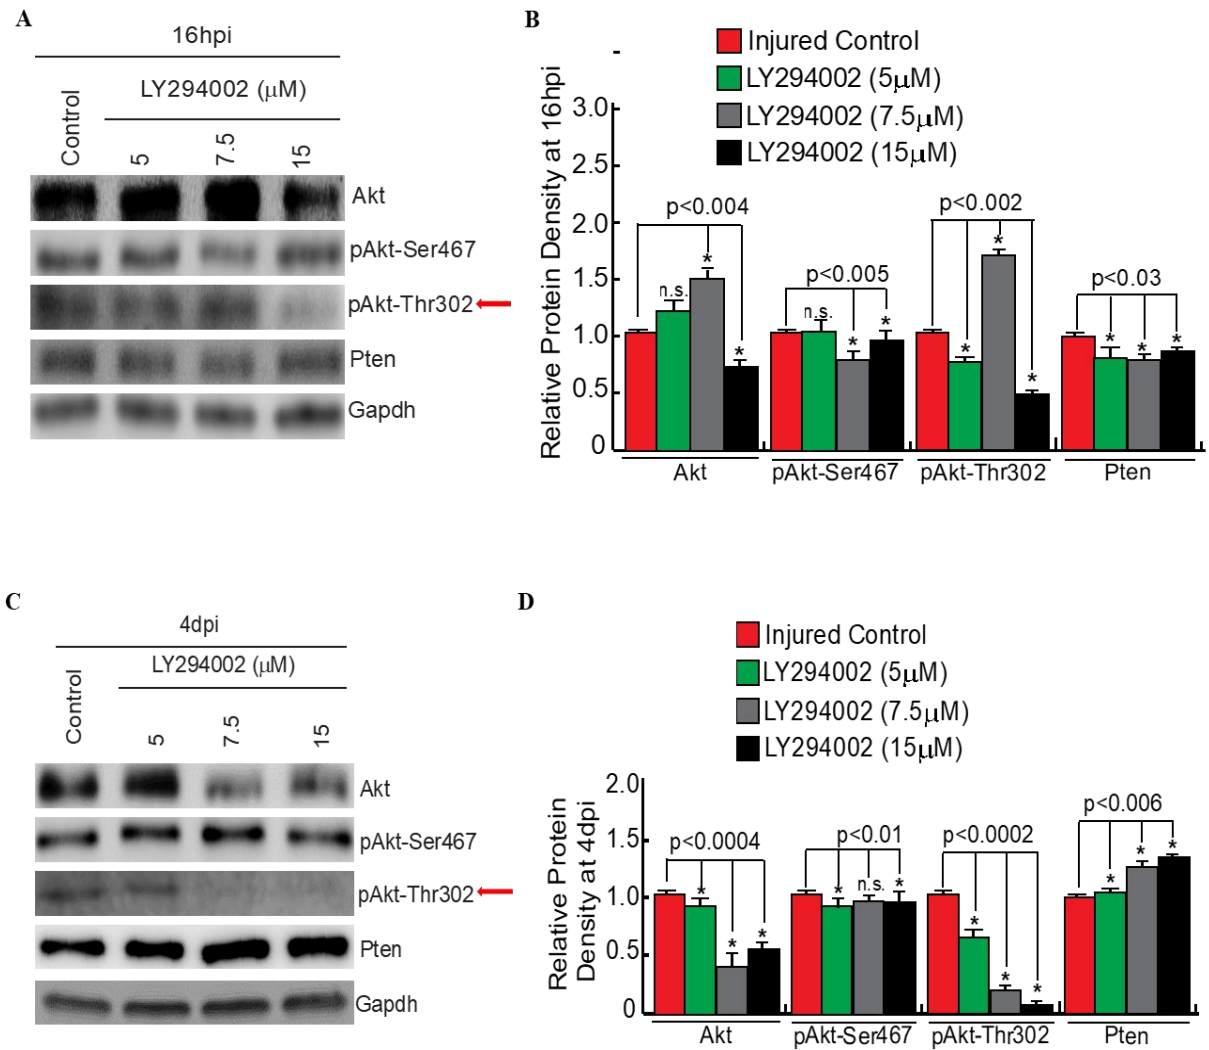 A
16hpi
LY294002 (μM)
Control
5
7.5
15
Akt
pAkt-Ser467
pAkt-Thr302
Pten
Gapdh
B
Injured Control
LY294002 (5μM)
LY294002 (7.5μM)
LY294002 (15μM)
Relative Protein Density at 16hpi
3.0
2.5
2.0
1.5
1.0
0.5
0
p<0.004
n.s.
*
*
p<0.005
n.s.
*
*
p<0.002
*
*
*
p<0.03
*
*
*
Akt
pAkt-Ser467
pAkt-Thr302
Pten
C
4dpi
LY294002 (μM)
Control
5
7.5
15
Akt
pAkt-Ser467
pAkt-Thr302
Pten
Gapdh
D
Injured Control
LY294002 (5μM)
LY294002 (7.5μM)
LY294002 (15μM)
Relative Protein
Density at 4dpi
2.0
1.5
1.0
0.5
0
p<0.0004
*
*
*
p<0.01
*
n.s.
*
p<0.0002
*
*
*
p<0.006
*
*
*
Akt
pAkt-Ser467
pAkt-Thr302
Pten